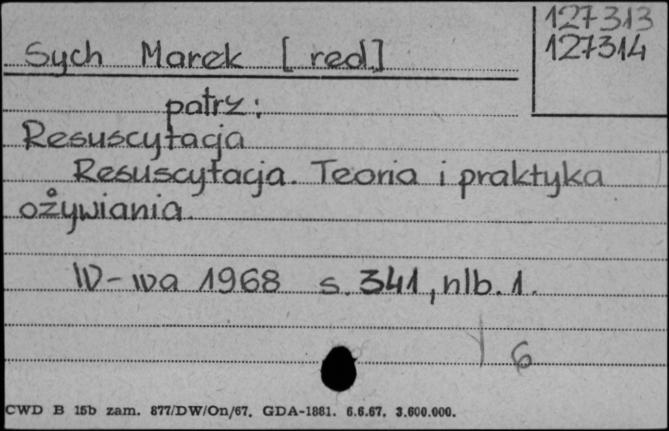 127313
127314
Sych Marek [red.]
patrz:
Resuscytacja
Resuscytacja. Teoria i praktyka
ożywiania.
W-wa 1968 s. 341, nlb. 1.
6
CWD B 15b zam. 877/DW/On/67. GDA-1881. 6.6.67. 3.600.000.